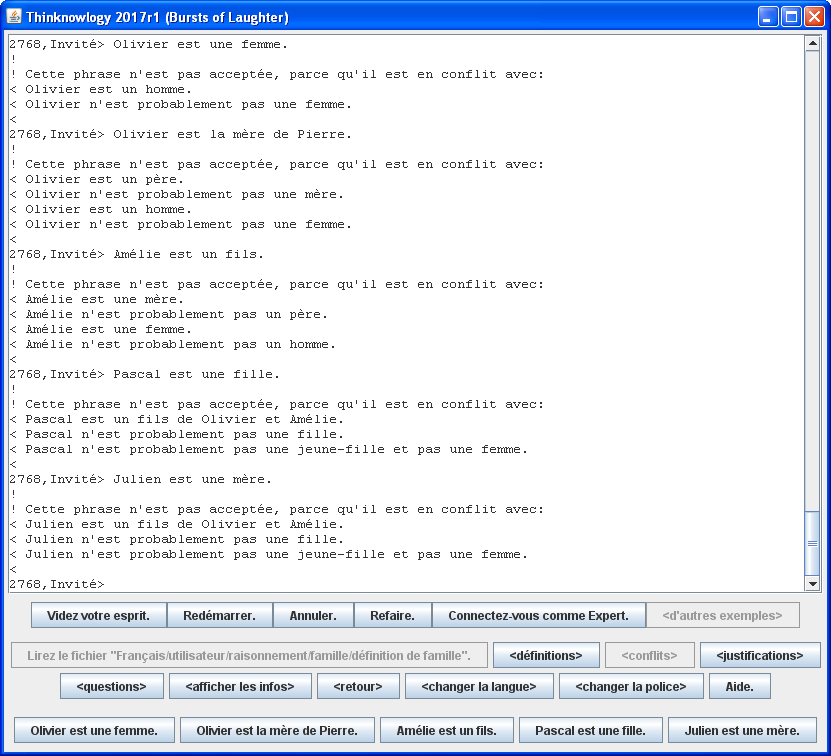 Thinknowlogy 2017r1 (Bursts of Laughter)
2768,Invité> Olivier est une femme.
!
! Cette phrase n'est pas acceptée, parce qu'il est en conflit avec:
< Olivier est un homme.
< Olivier n'est probablement pas une femme.
<
2768,Invité> Olivier est la mère de Pierre.
!
! Cette phrase n'est pas acceptée, parce qu'il est en conflit avec:
< Olivier est un père.
< Olivier n'est probablement pas une mère.
< Olivier est un homme.
< Olivier n'est probablement pas une femme.
<
2768,Invité> Amélie est un fils.
!
! Cette phrase n'est pas acceptée, parce qu'il est en conflit avec:
< Amélie est une mère.
< Amélie n'est probablement pas un père.
< Amélie est une femme.
< Amélie n'est probablement pas un homme.
<
2768,Invité> Pascal est une fille.
!
! Cette phrase n'est pas acceptée, parce qu'il est en conflit avec:
< Pascal est un fils de Olivier et Amélie.
< Pascal n'est probablement pas une fille.
< Pascal n'est probablement pas une jeune-fille et pas une femme.
<
2768,Invité> Julien est une mère.
!
! Cette phrase n'est pas acceptée, parce qu'il est en conflit avec:
< Julien est un fils de Olivier et Amélie.
< Julien n'est probablement pas une fille.
< Julien n'est probablement pas une jeune-fille et pas une femme.
<
2768,Invité>
Videz votre esprit. Redémarrer. Annuler. Refaire. Connectez-vous comme Expert. <d'autres exemples>
Lirez le fichier "Français/utilisateur/raisonnement/famille/définition de famille". <définitions> <conflits> <justifications>
<questions> <afficher les infos> <retour> <changer la langue> <changer la police> Aide.
Olivier est une femme. Olivier est la mère de Pierre. Amélie est un fils. Pascal est une fille. Julien est une mère.